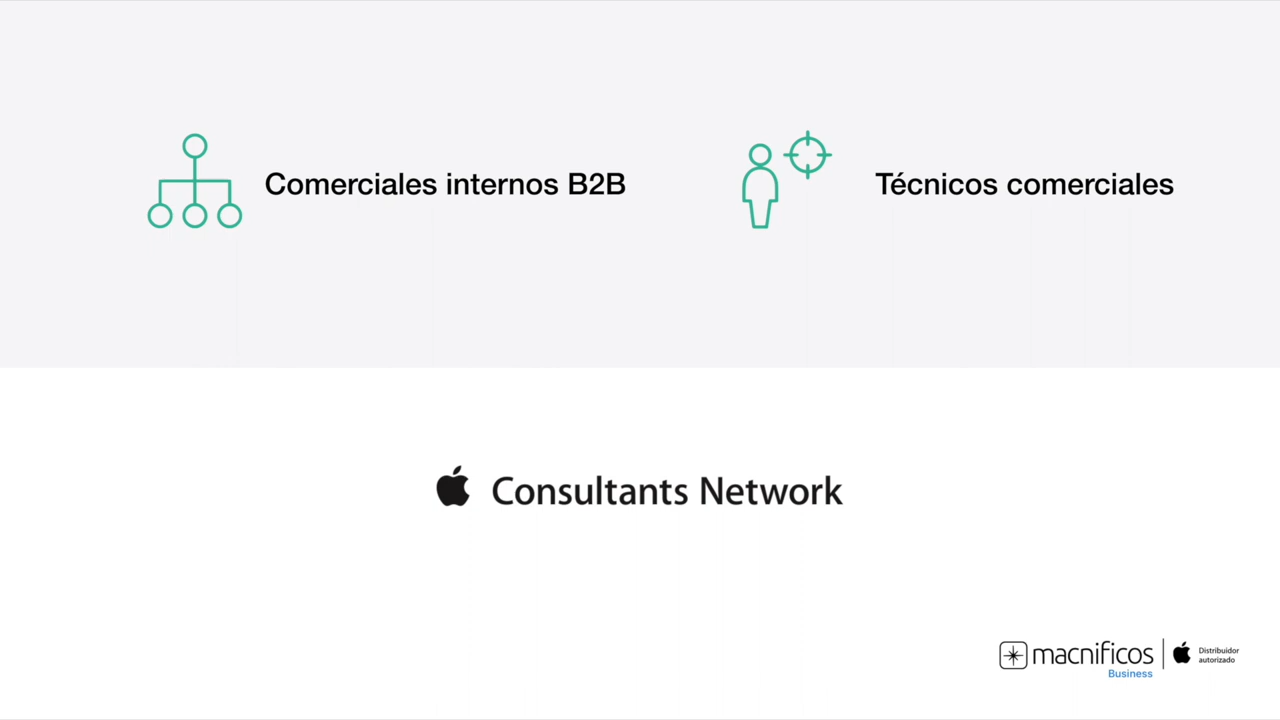 Comerciales internos B2B
Técnicos comerciales
Consultants Network
macnificos
Business
Distribuidor
autorizado